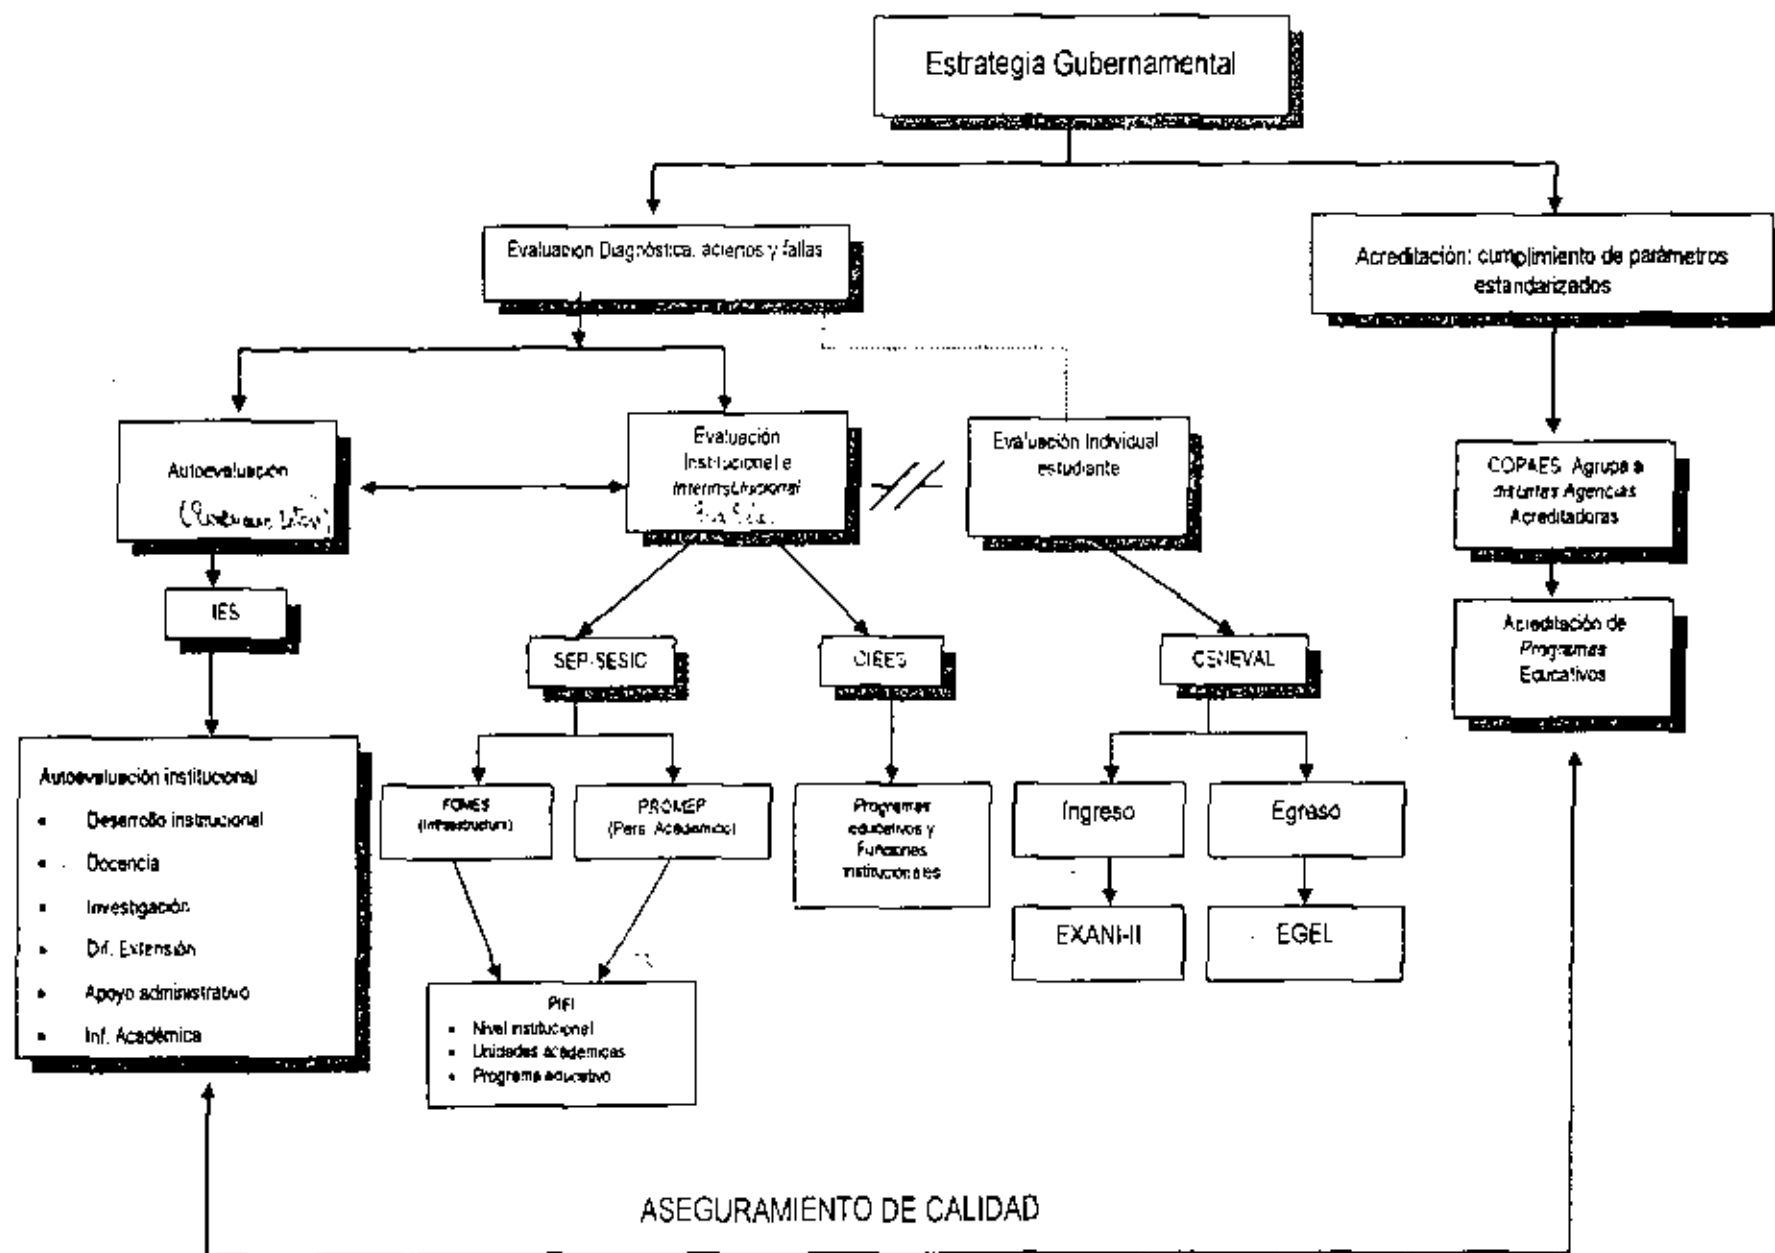 Estrategia Gubernamental
Evaluación Diagnóstica. aciertos y fallas
Acreditación: cumplimiento de parámetros
estandarizados
Autoevaluación
Evaluación
Institucional e
Interinstitucional
Evaluación Individual
estudiante
COPAES. Agrupa a
distintas Agencias
Acreditadoras
IES
SEP-SESIC
CIEES
CENEVAL
Acreditación de
Programas
Educativos
Autoevaluación institucional
• Desarrollo institucional
• Docencia
• Investigación
• Dif. Extensión
• Apoyo administrativo
• Inf. Académica
FOMES
(Infraestructura)
PROMEP
(Pers. Académico)
Programas
educativos y
Funciones
institucionales
Ingreso
Egreso
EXANI-II
EGEL
PIFI
• Nivel institucional
• Unidades académicas
• Programa educativo
ASEGURAMIENTO DE CALIDAD